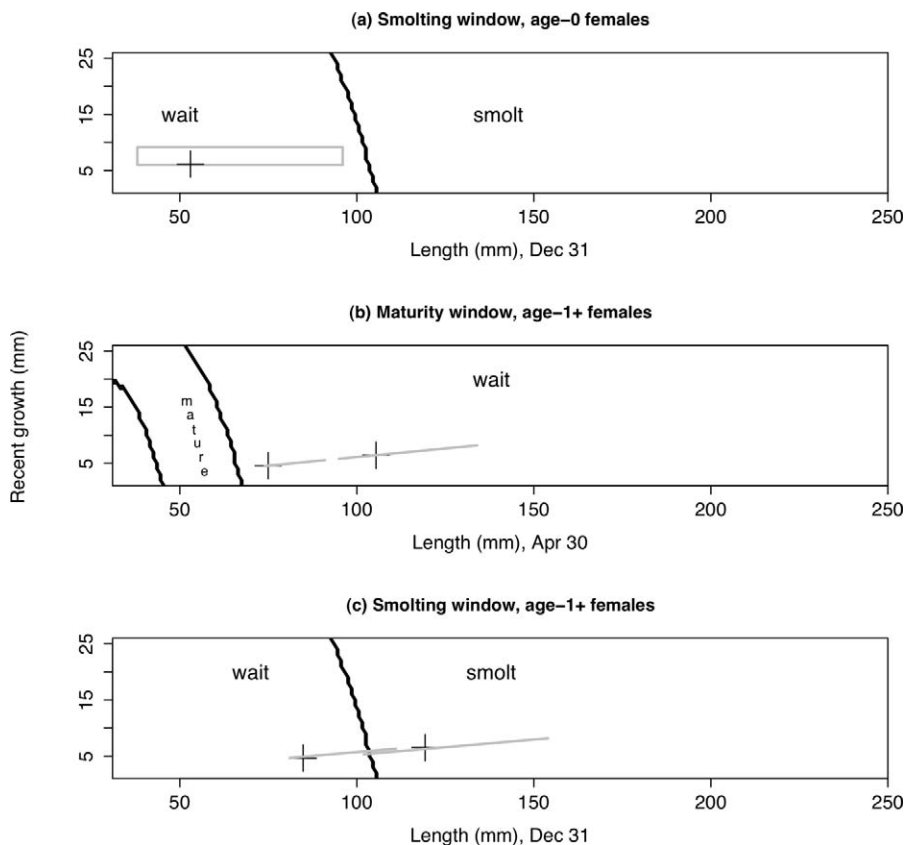 (a) Smolting window, age−0 females
25
15
5
wait
smolt
50 100 150 200 250
Length (mm), Dec 31
(b) Maturity window, age−1+ females
Recent growth (mm)
25
15
5
mature
wait
50 100 150 200 250
Length (mm), Apr 30
(c) Smolting window, age−1+ females
25
15
5
wait smolt
50 100 150 200 250
Length (mm), Dec 31